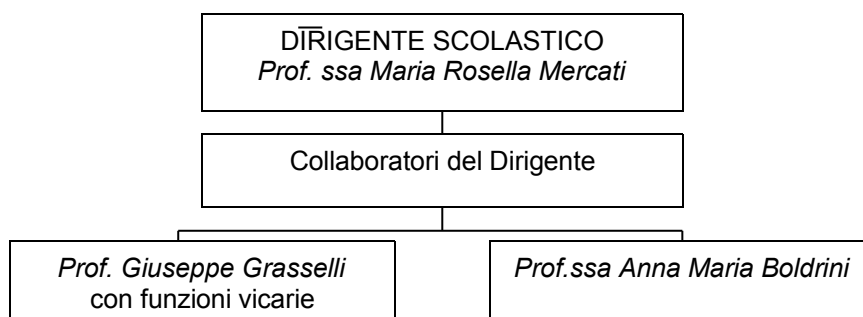 DIRIGENTE SCOLASTICO
Prof. ssa Maria Rosella Mercati
Collaboratori del Dirigente
Prof. Giuseppe Grasselli
con funzioni vicarie
Prof.ssa Anna Maria Boldrini